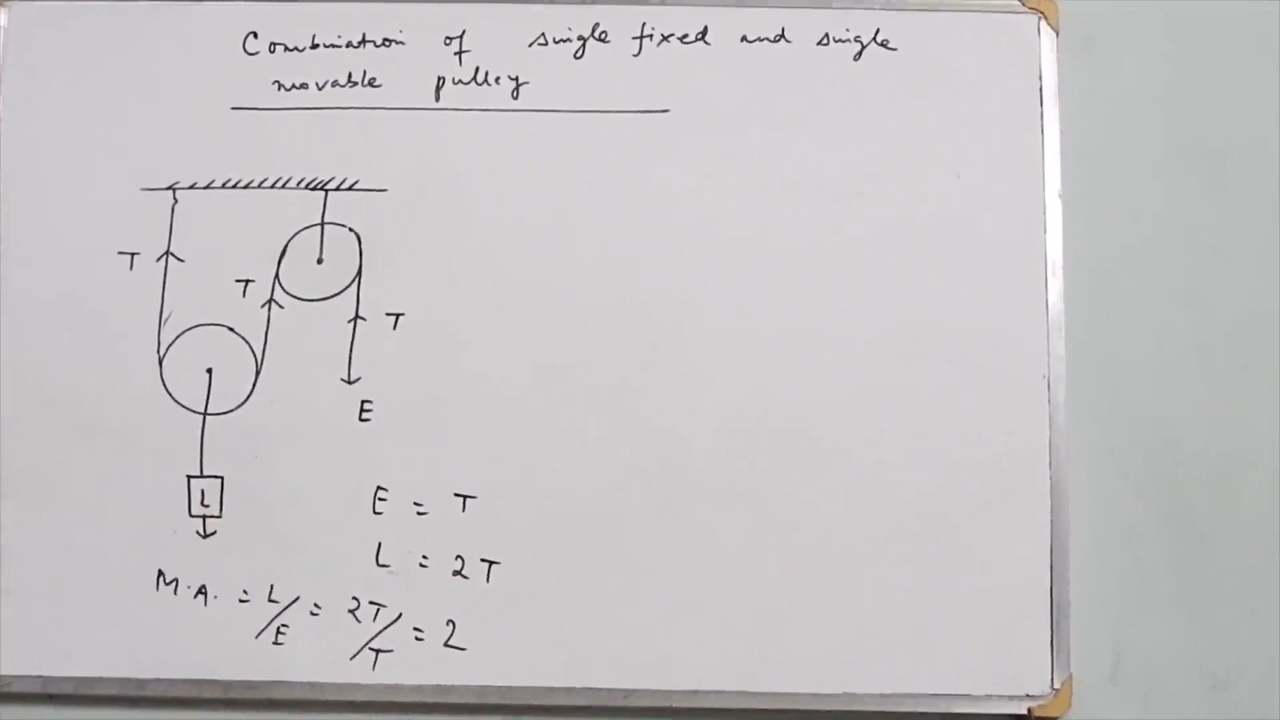 Combination of single fixed and single
movable pulley
T
T
T
E
L
E = T
L = 2T
M.A. = L/E = 2T/T = 2